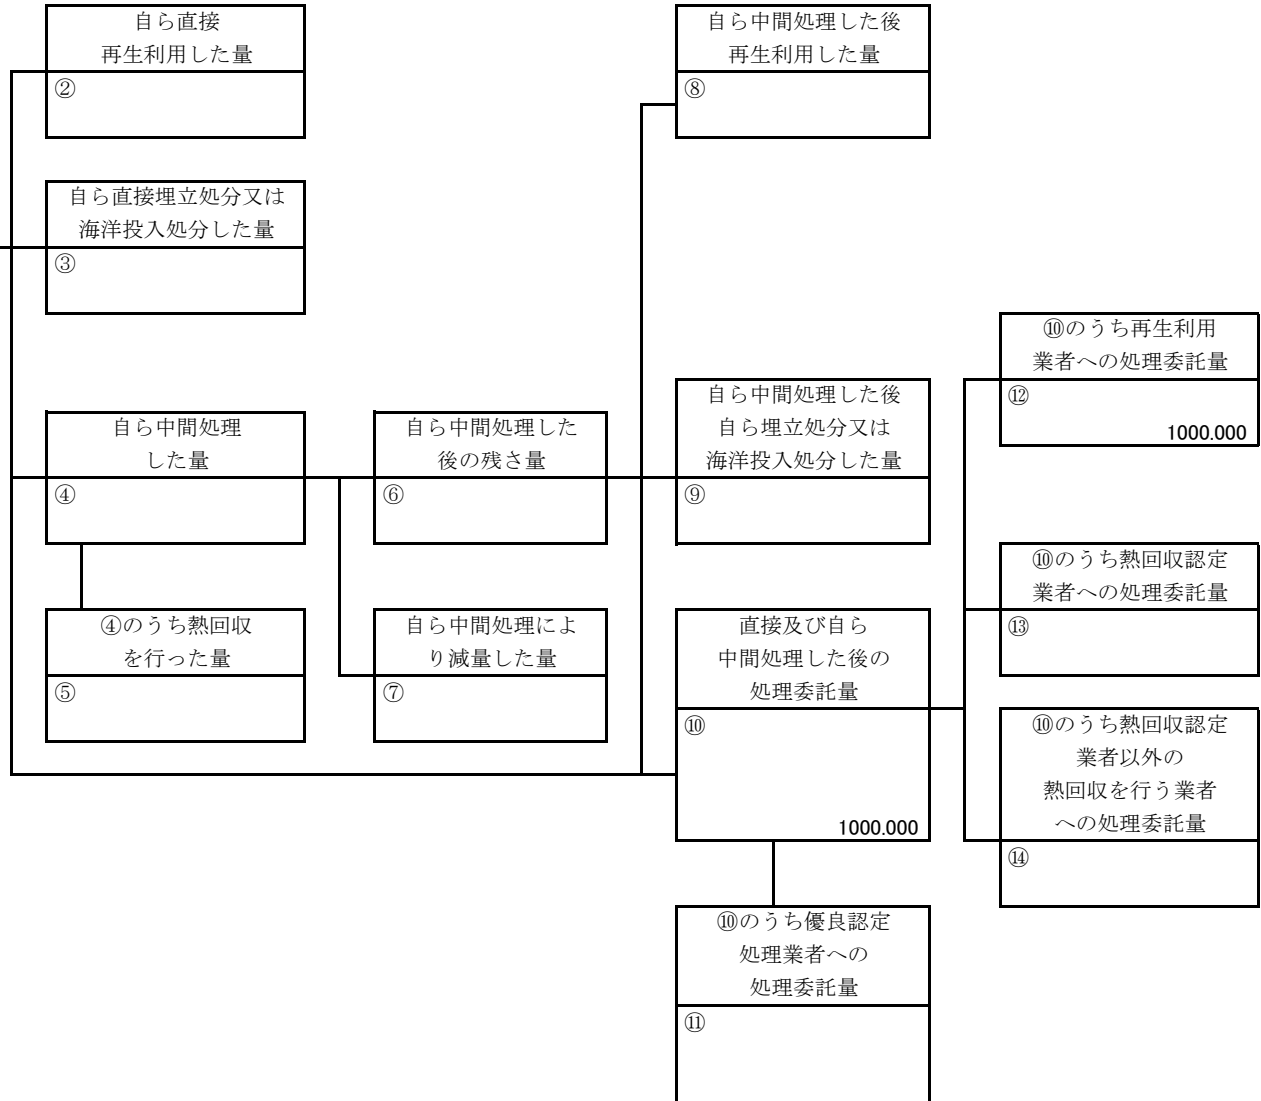 自ら直接
再生利用した量
②
自ら中間処理した後
再生利用した量
⑧
自ら直接埋立処分又は
海洋投入処分した量
③
⑩のうち再生利用
業者への処理委託量
⑫
1000.000
自ら中間処理
した量
④
自ら中間処理した
後の残さ量
⑥
自ら中間処理した後
自ら埋立処分又は
海洋投入処分した量
⑨
⑩のうち熱回収認定
業者への処理委託量
⑬
④のうち熱回収
を行った量
⑤
自ら中間処理によ
り減量した量
⑦
直接及び自ら
中間処理した後の
処理委託量
⑩
1000.000
⑩のうち熱回収認定
業者以外の
熱回収を行う業者
への処理委託量
⑭
⑩のうち優良認定
処理業者への
処理委託量
⑪